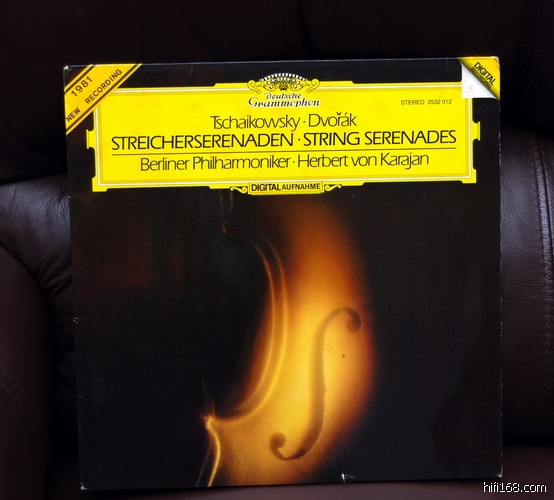 1981
NEW RECORDING
DIGITAL
Deutsche
Grammophon
STEREO 2532 012
Tschaikowsky · Dvořák
STREICHERSERENADEN · STRING SERENADES
Berliner Philharmoniker · Herbert von Karajan
DIGITAL AUFNAHME
hifi168.com